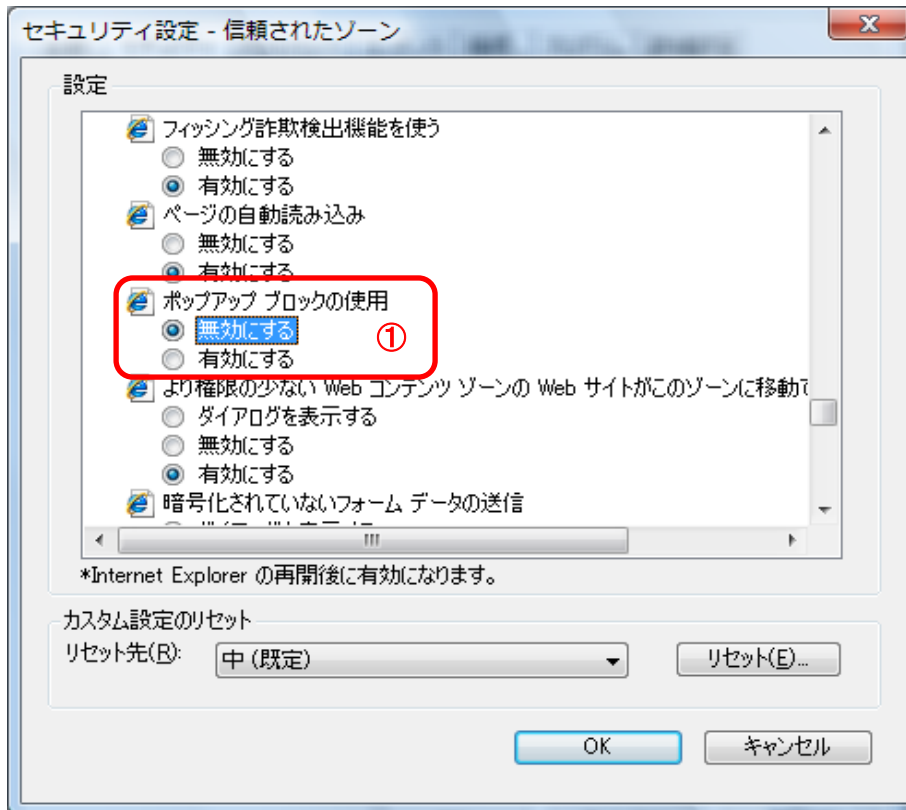 セキュリティ設定 - 信頼されたゾーン
設定
フィッシング詐欺検出機能を使う
無効にする
有効にする
ページの自動読み込み
無効にする
有効にする
ポップアップ ブロックの使用
無効にする
①
有効にする
より権限の少ない Web コンテンツ ゾーンの Web サイトがこのゾーンに移動で
ダイアログを表示する
無効にする
有効にする
暗号化されていないフォーム データの送信
*Internet Explorer の再開後に有効になります。
カスタム設定のリセット
リセット先(R):
中 (既定)
リセット(E)...
OK
キャンセル